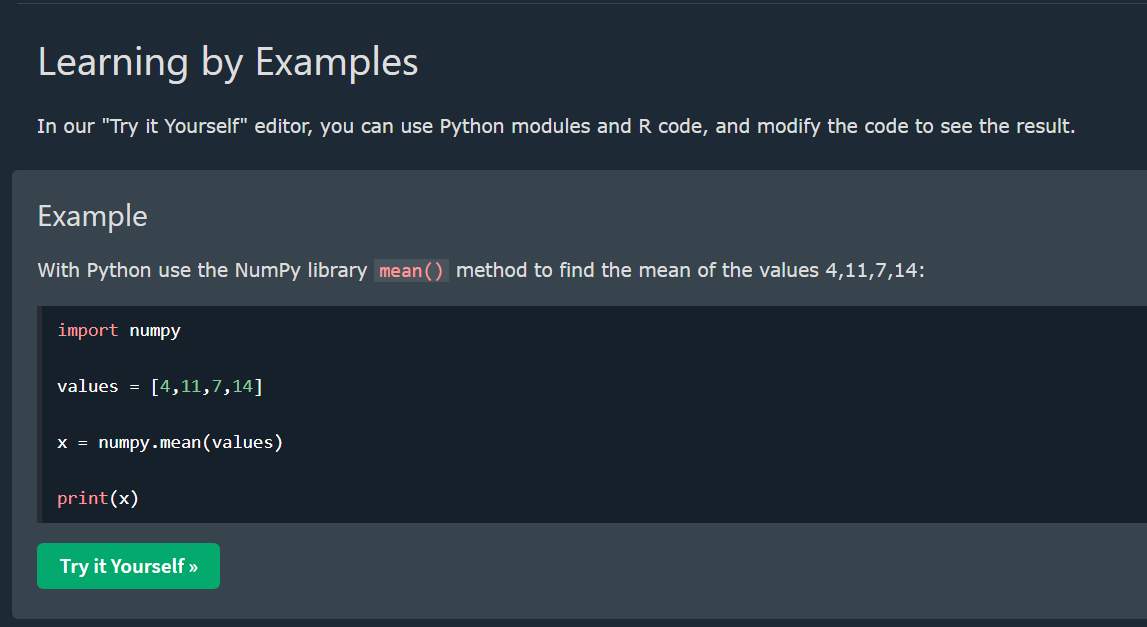 Learning by Examples
In our "Try it Yourself" editor, you can use Python modules and R code, and modify the code to see the result.
Example
With Python use the NumPy library mean() method to find the mean of the values 4,11,7,14:
import numpy
values = [4,11,7,14]
x = numpy.mean(values)
print(x)
Try it Yourself »